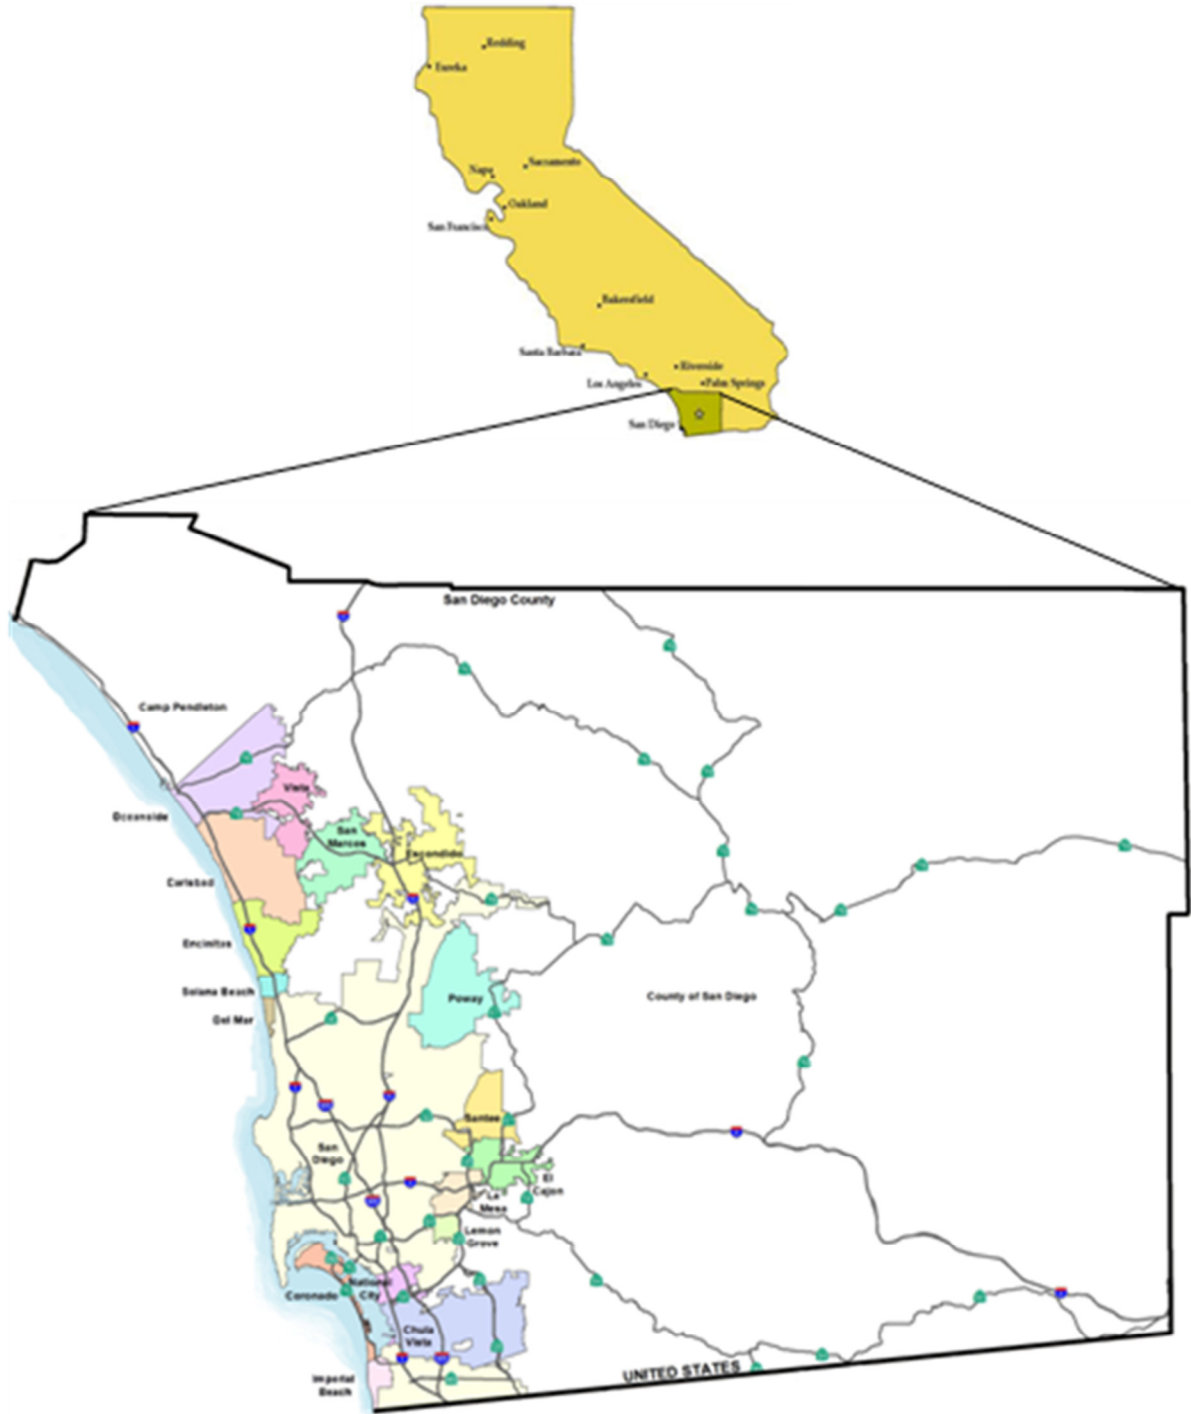 Redding
Eureka
Napa
Sacramento
Oakland
San Francisco
Bakersfield
Santa Barbara
Riverside
Los Angeles
Palm Springs
San Diego
San Diego County
Camp Pendleton
Vista
Oceanside
San
Marcos
Escondido
Carlsbad
Encinitas
Solana Beach
Poway
County of San Diego
Del Mar
Santee
San
Diego
El
Cajon
La
Mesa
Lemon
Grove
National
City
Coronado
Chula
Vista
UNITED STATES
Imperial
Beach